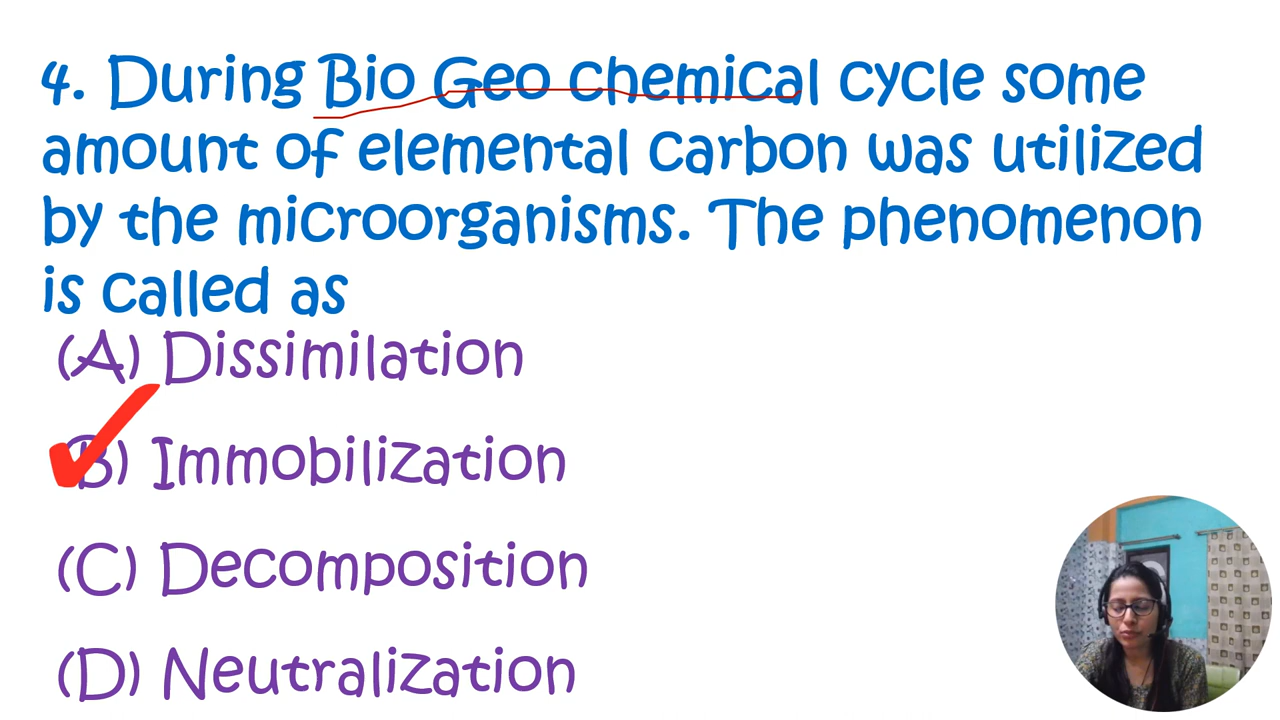 4. During Bio Geo chemical cycle some
amount of elemental carbon was utilized
by the microorganisms. The phenomenon
is called as
(A) Dissimilation
(B) Immobilization
(C) Decomposition
(D) Neutralization